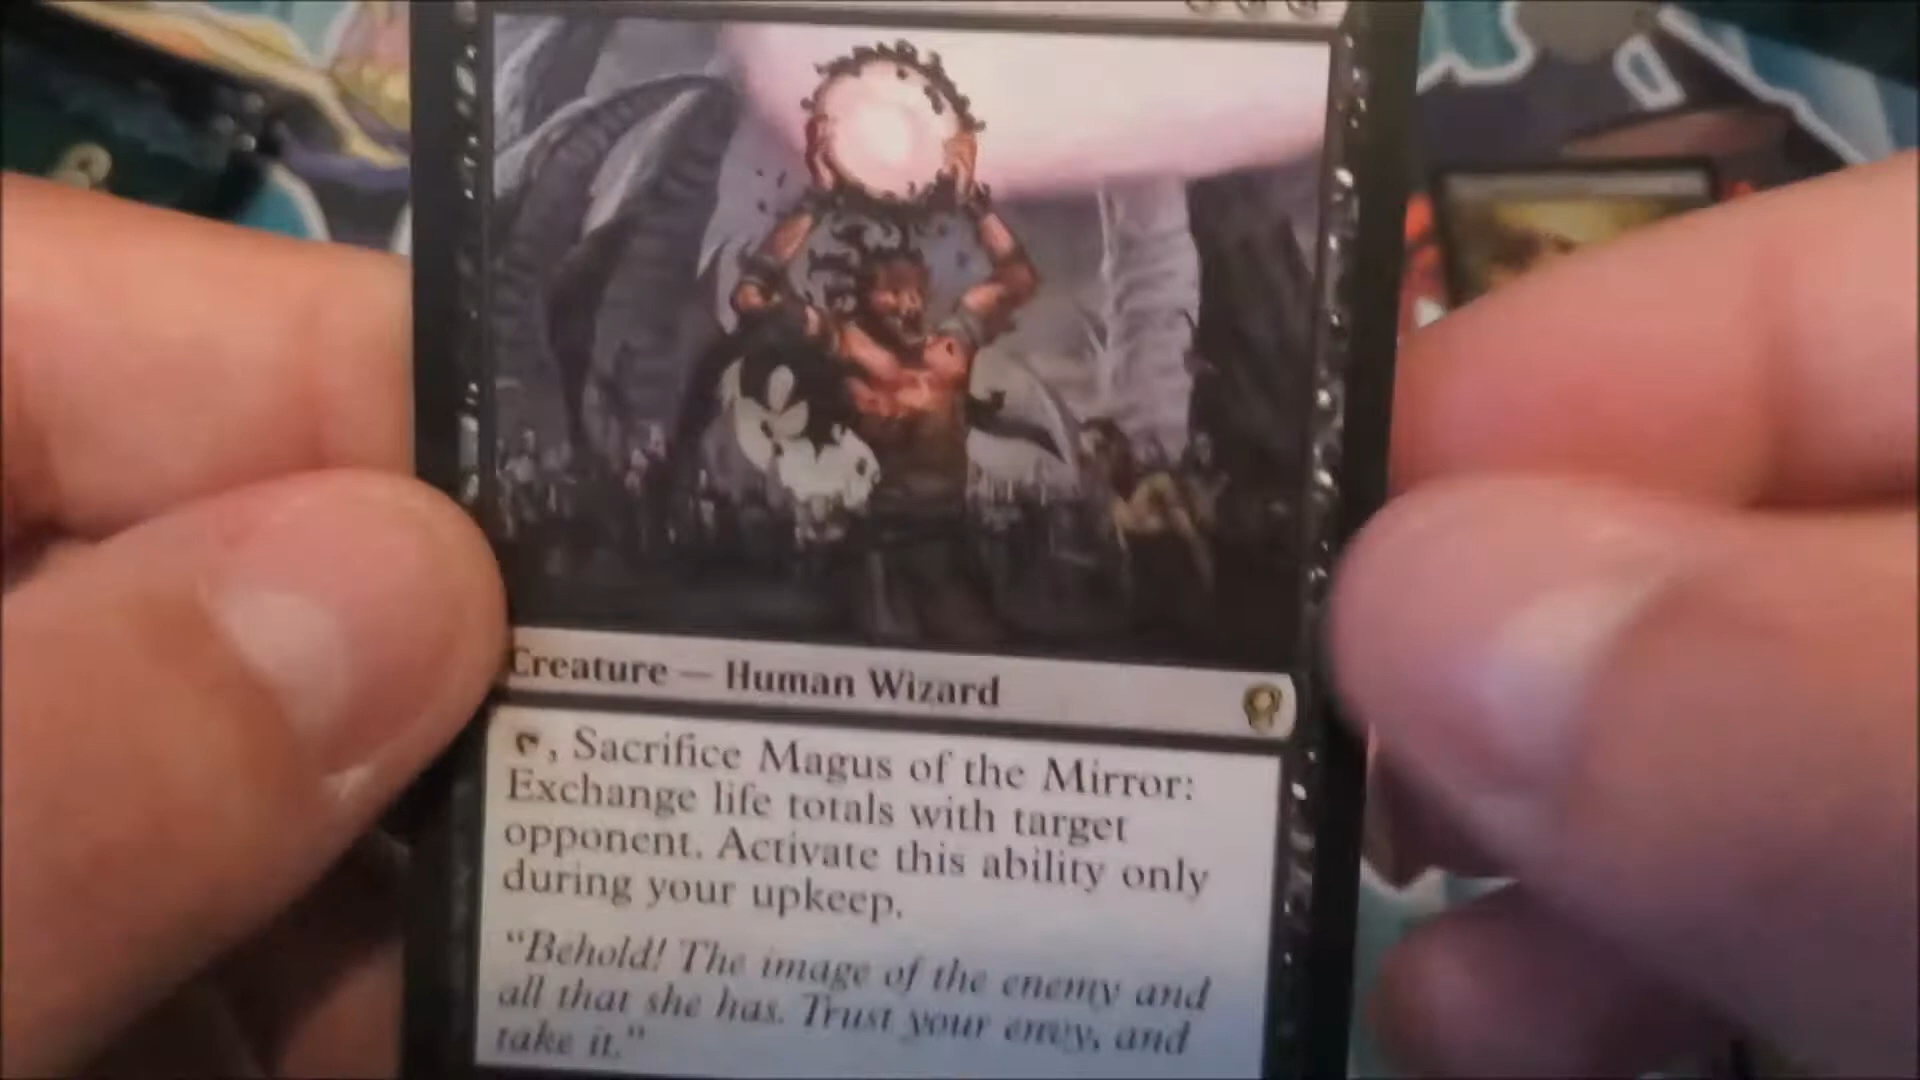 Creature — Human Wizard
, Sacrifice Magus of the Mirror:
Exchange life totals with target
opponent. Activate this ability only
during your upkeep.
“Behold! The image of the enemy and
all that she has. Trust your envy, and
take it.”